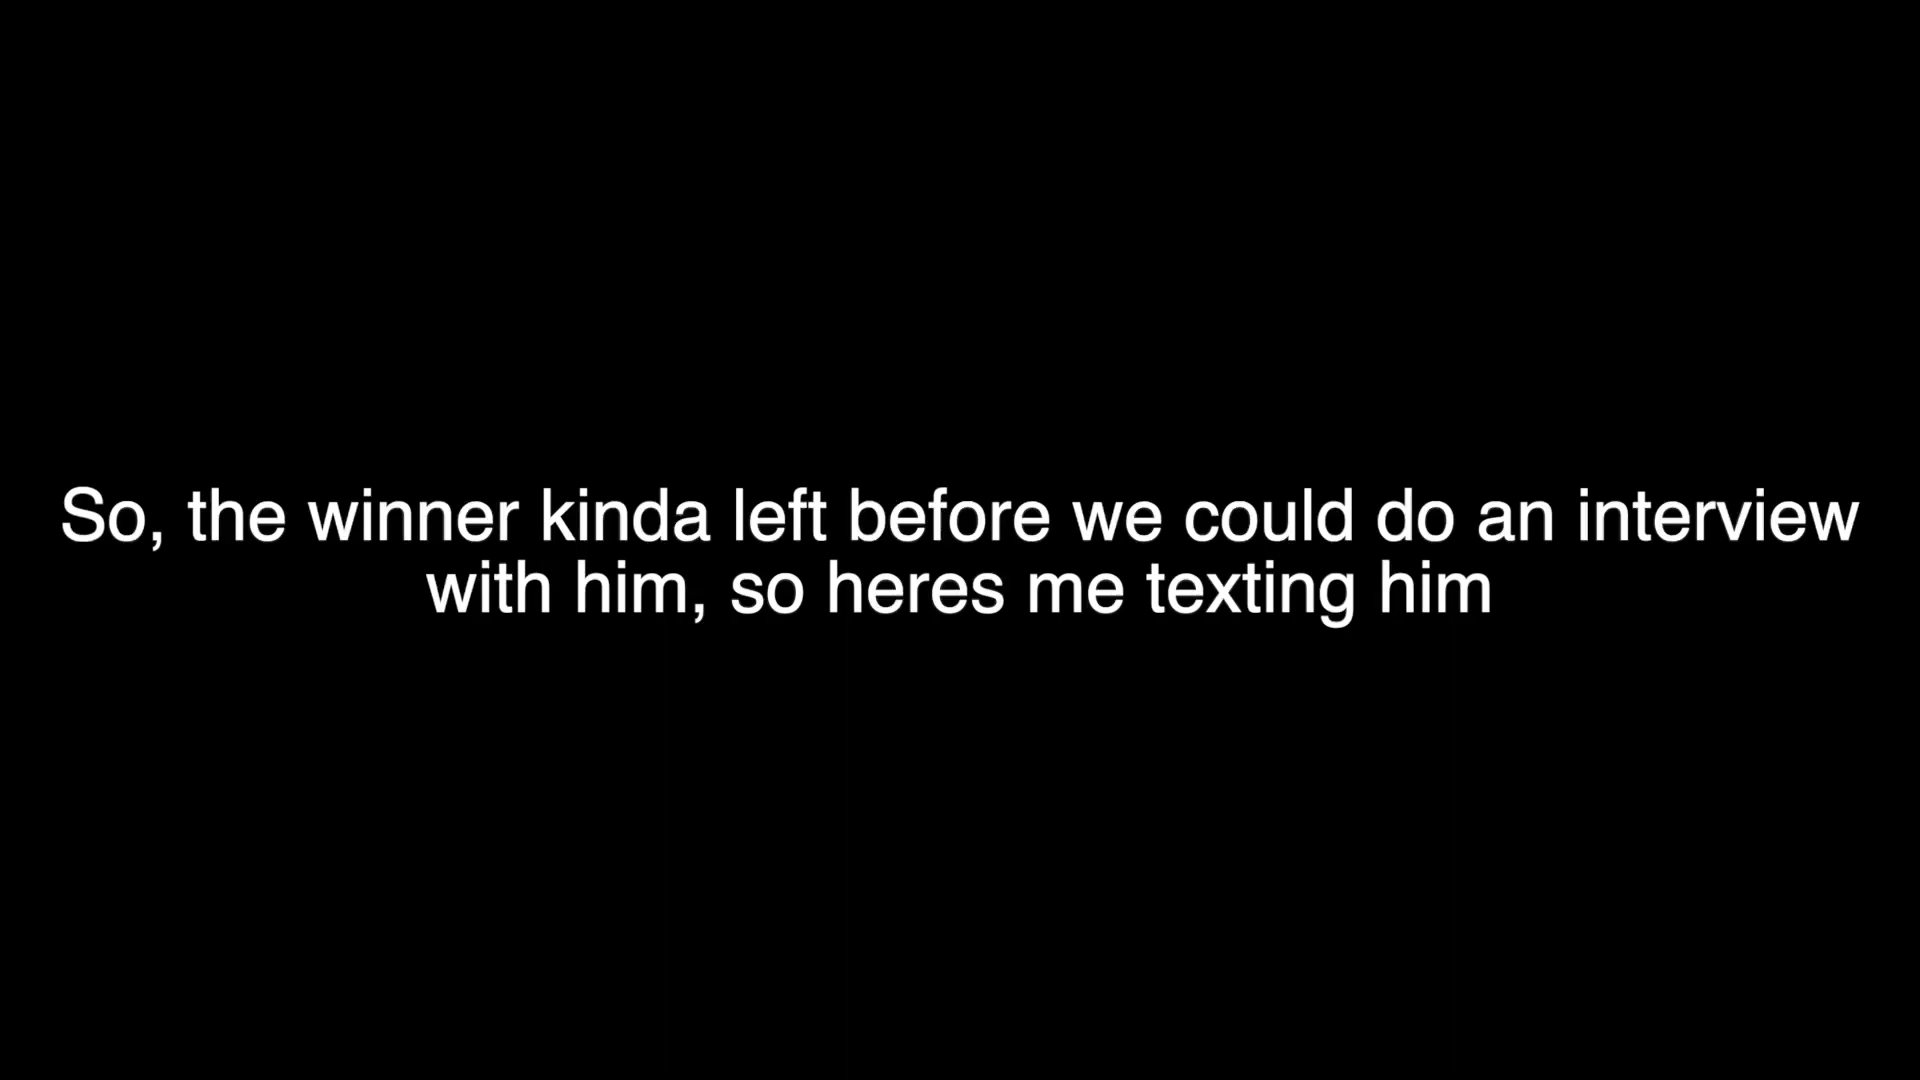 So, the winner kinda left before we could do an interview
with him, so heres me texting him